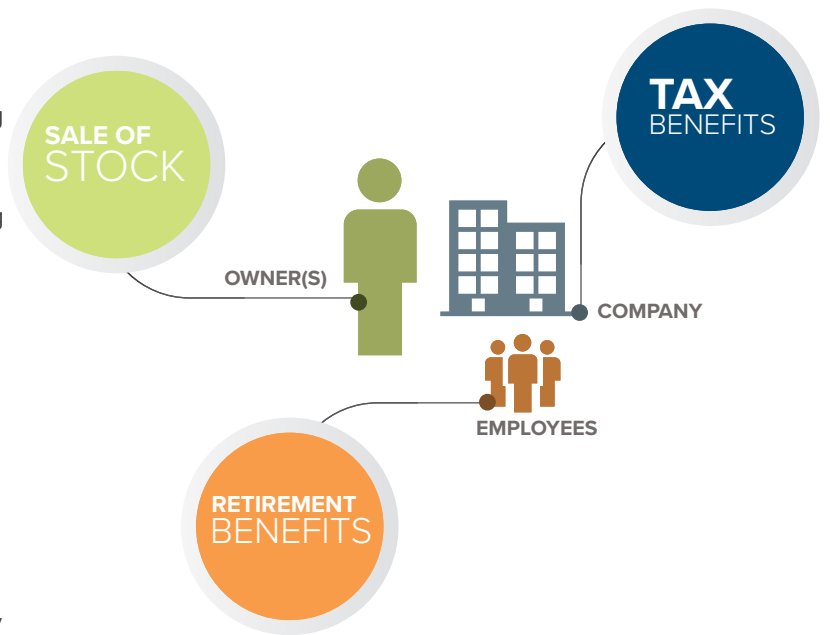 SALE OF
STOCK
TAX
BENEFITS
OWNER(S)
COMPANY
EMPLOYEES
RETIREMENT
BENEFITS